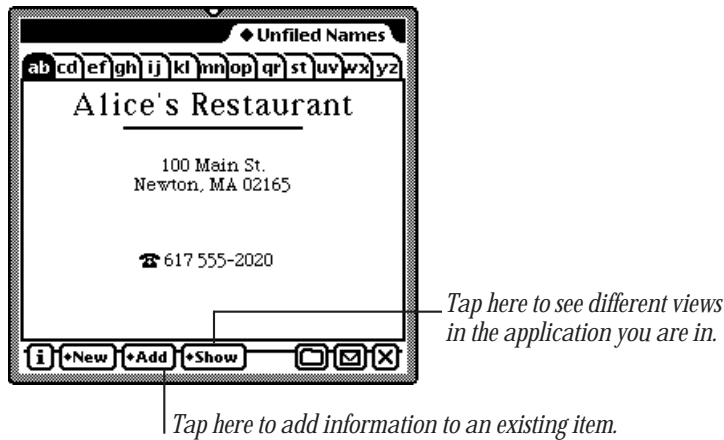 ◆Unfiled Names
ab cd ef gh ij kl mn op qr st uv wx yz
Alice's Restaurant
100 Main St.
Newton, MA 02165
☎ 617 555-2020
Tap here to see different views
in the application you are in.
i ◆New ◆Add ◆Show X
Tap here to add information to an existing item.